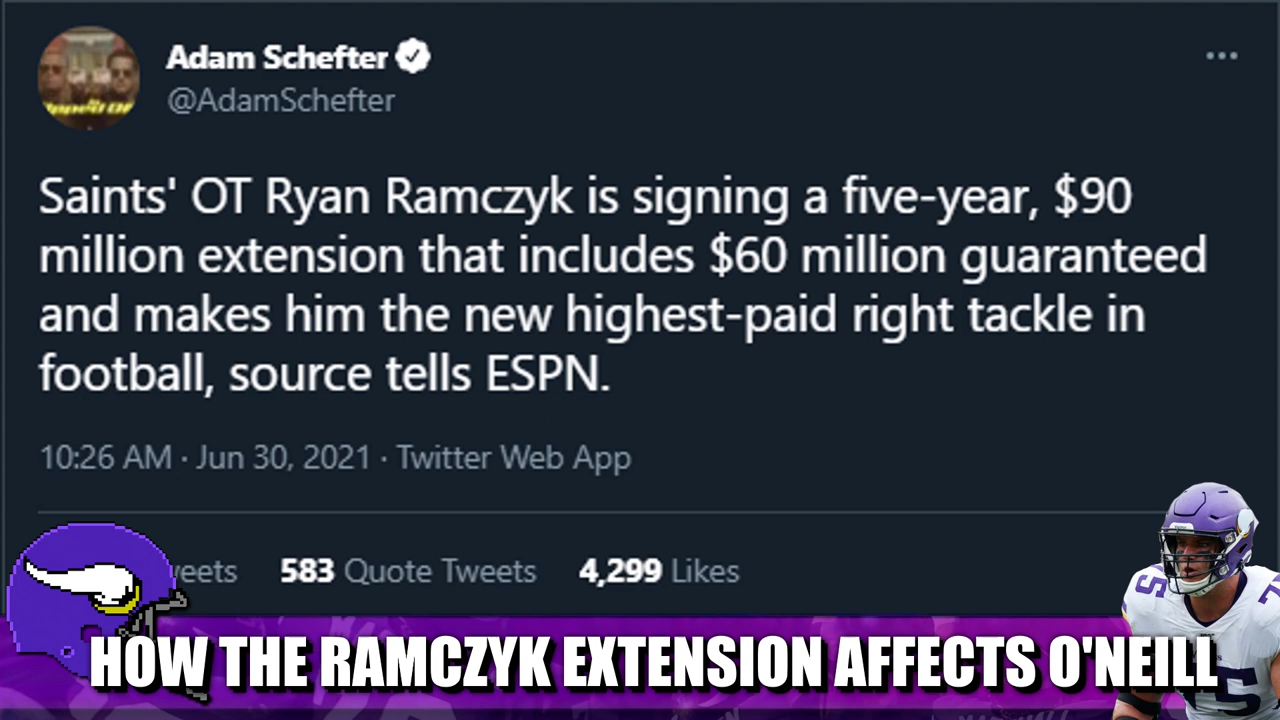 Adam Schefter
@AdamSchefter
Saints' OT Ryan Ramczyk is signing a five-year, $90
million extension that includes $60 million guaranteed
and makes him the new highest-paid right tackle in
football, source tells ESPN.
10:26 AM · Jun 30, 2021 · Twitter Web App
583 Quote Tweets 4,299 Likes
HOW THE RAMCZYK EXTENSION AFFECTS O'NEILL
75